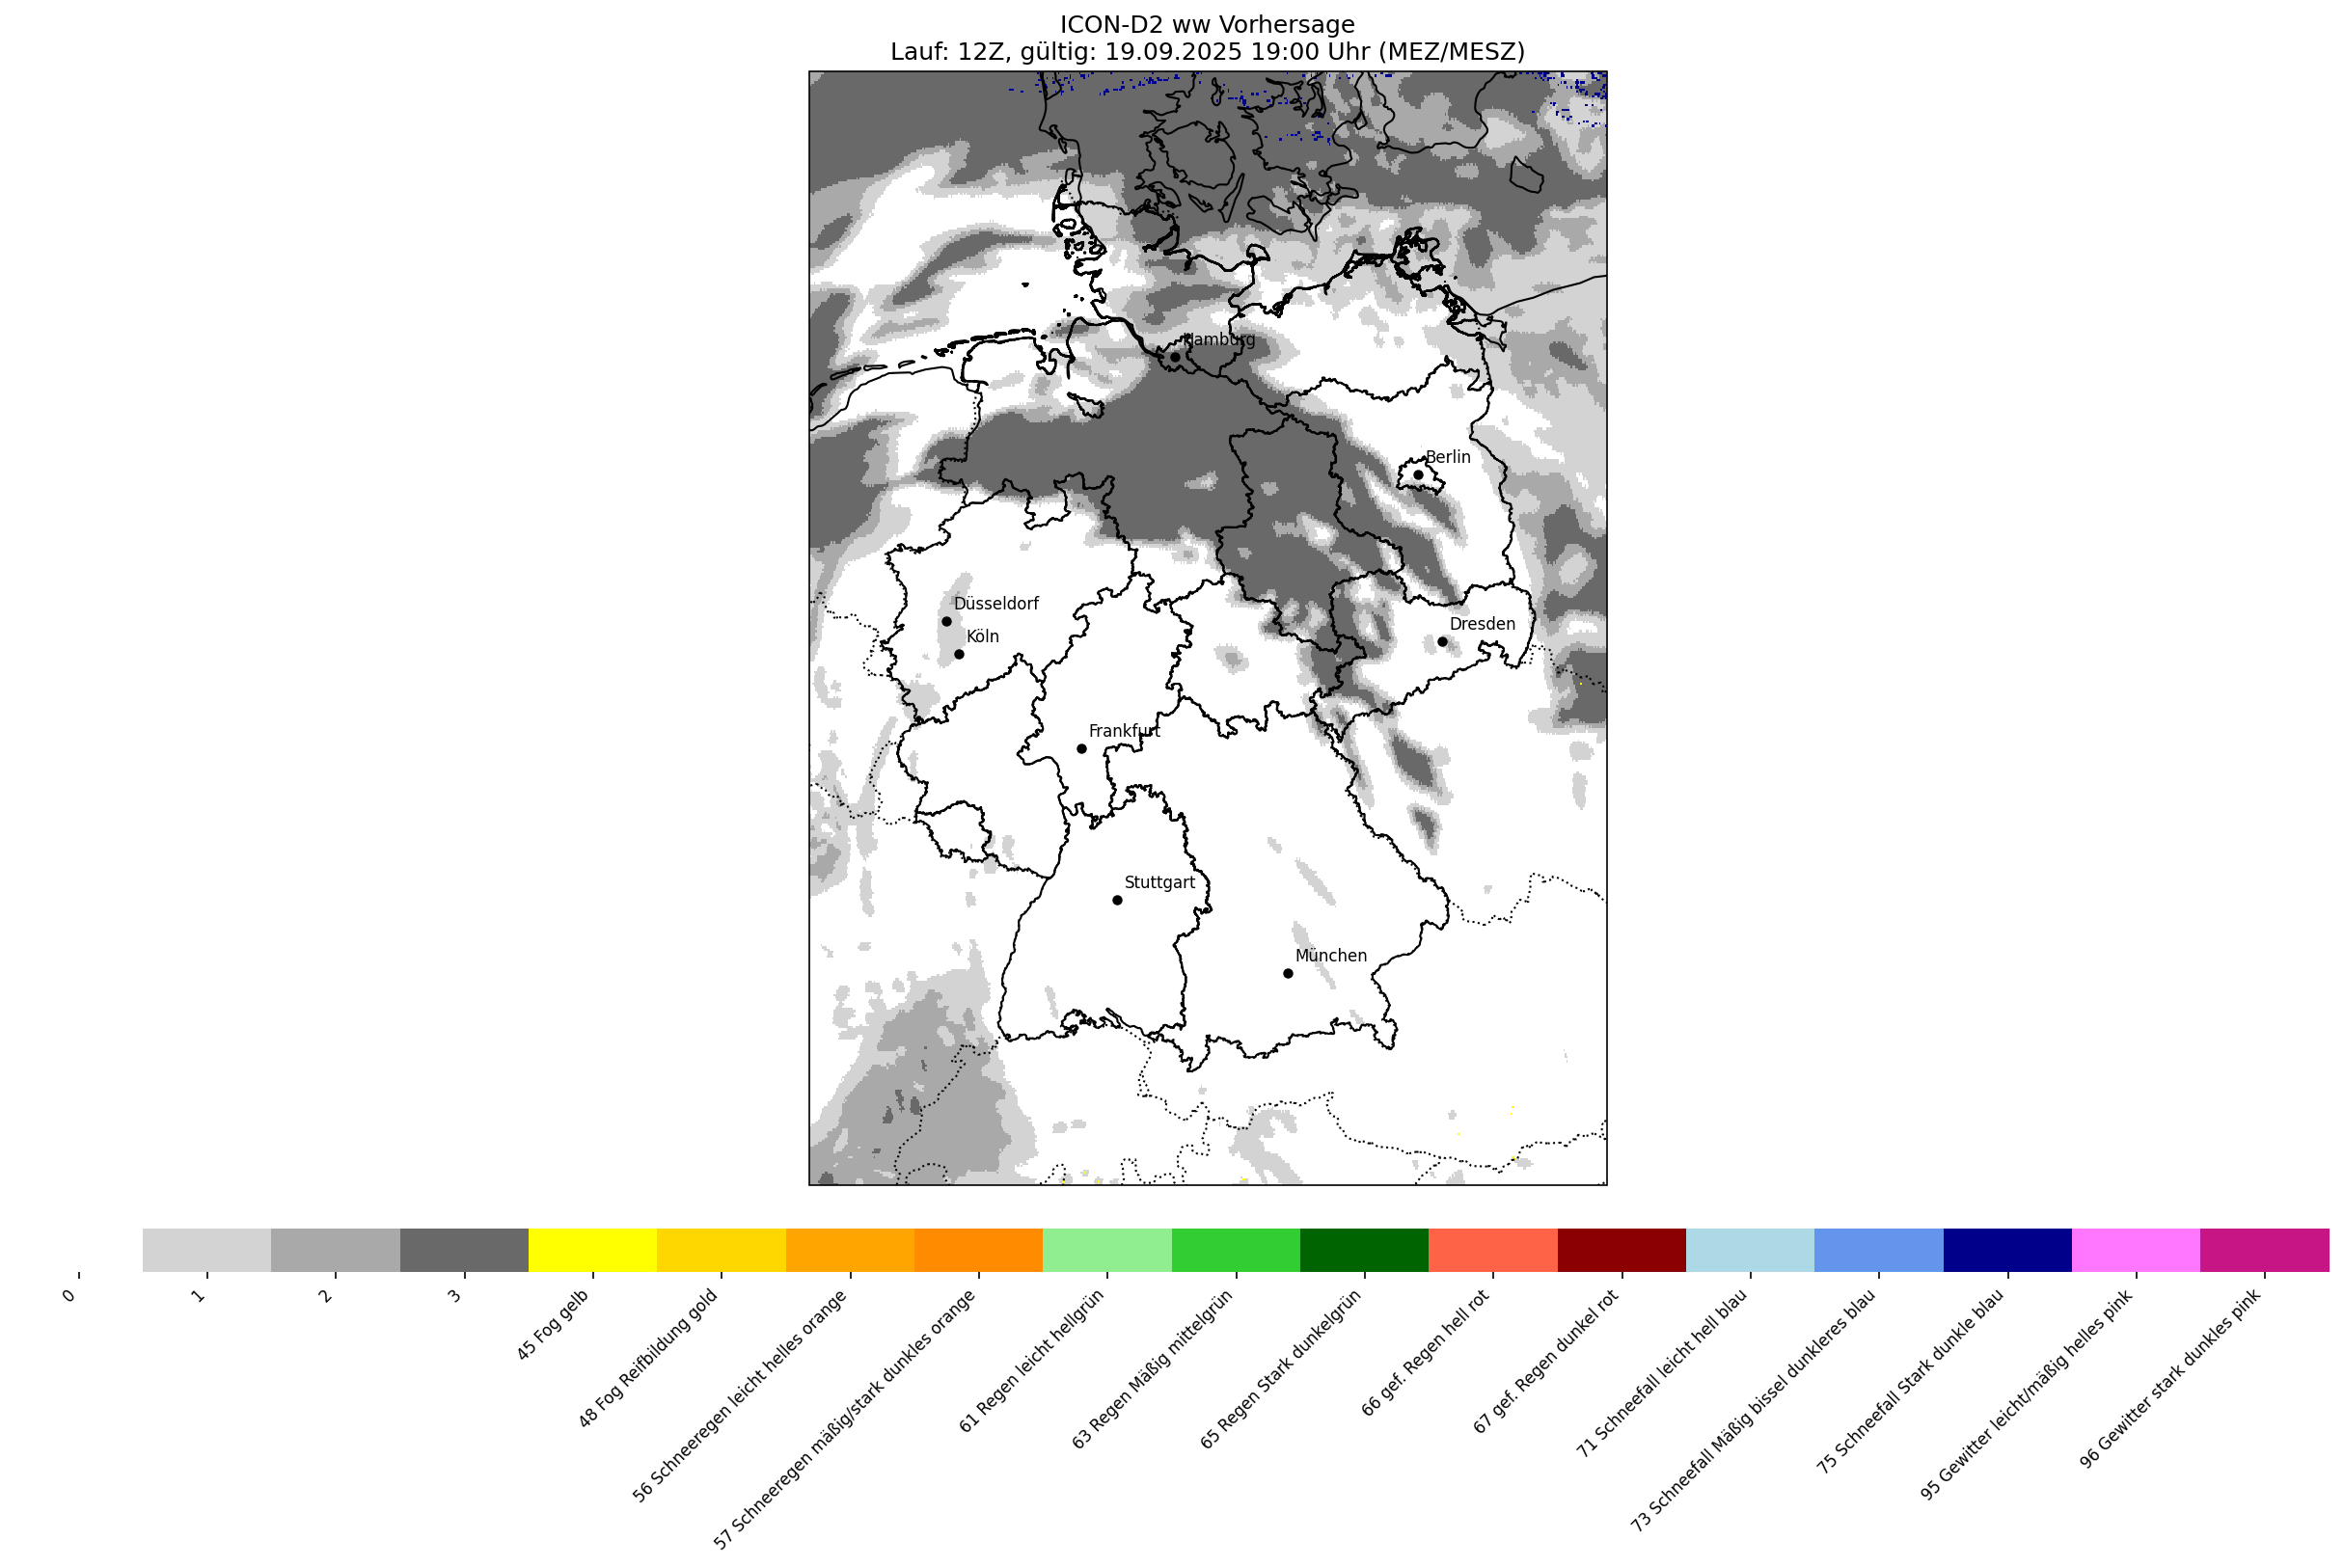 ICON-D2 ww Vorhersage
Lauf: 12Z, gültig: 19.09.2025 19:00 Uhr (MEZ/MESZ)
Hamburg
Berlin
Düsseldorf
Dresden
Köln
Frankfurt
Stuttgart
München
0
1
2
3
45 Fog gelb
48 Fog Reifbildung gold
56 Schneeregen leicht helles orange
57 Schneeregen mäßig/stark dunkles orange
61 Regen leicht hellgrün
63 Regen Mäßig mittelgrün
65 Regen Stark dunkelgrün
66 gef. Regen hell rot
67 gef. Regen dunkel rot
71 Schneefall leicht hell blau
73 Schneefall Mäßig bissel dunkleres blau
75 Schneefall Stark dunkle blau
95 Gewitter leicht/mäßig helles pink
96 Gewitter stark dunkles pink